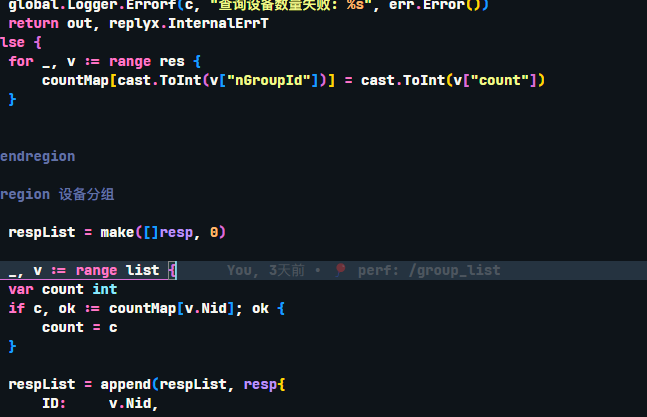 global.Logger.Errorf(c, "查询设备数量失败: %s", err.Error())
return out, replyx.InternalErrT
lse {
for _, v := range res {
countMap[cast.ToInt(v["nGroupId"])] = cast.ToInt(v["count"])
}
endregion
region 设备分组
respList = make([]resp, 0)
_, v := range list { You, 3天前 • perf: /group_list
var count int
if c, ok := countMap[v.Nid]; ok {
count = c
}
respList = append(respList, resp{
ID: v.Nid,